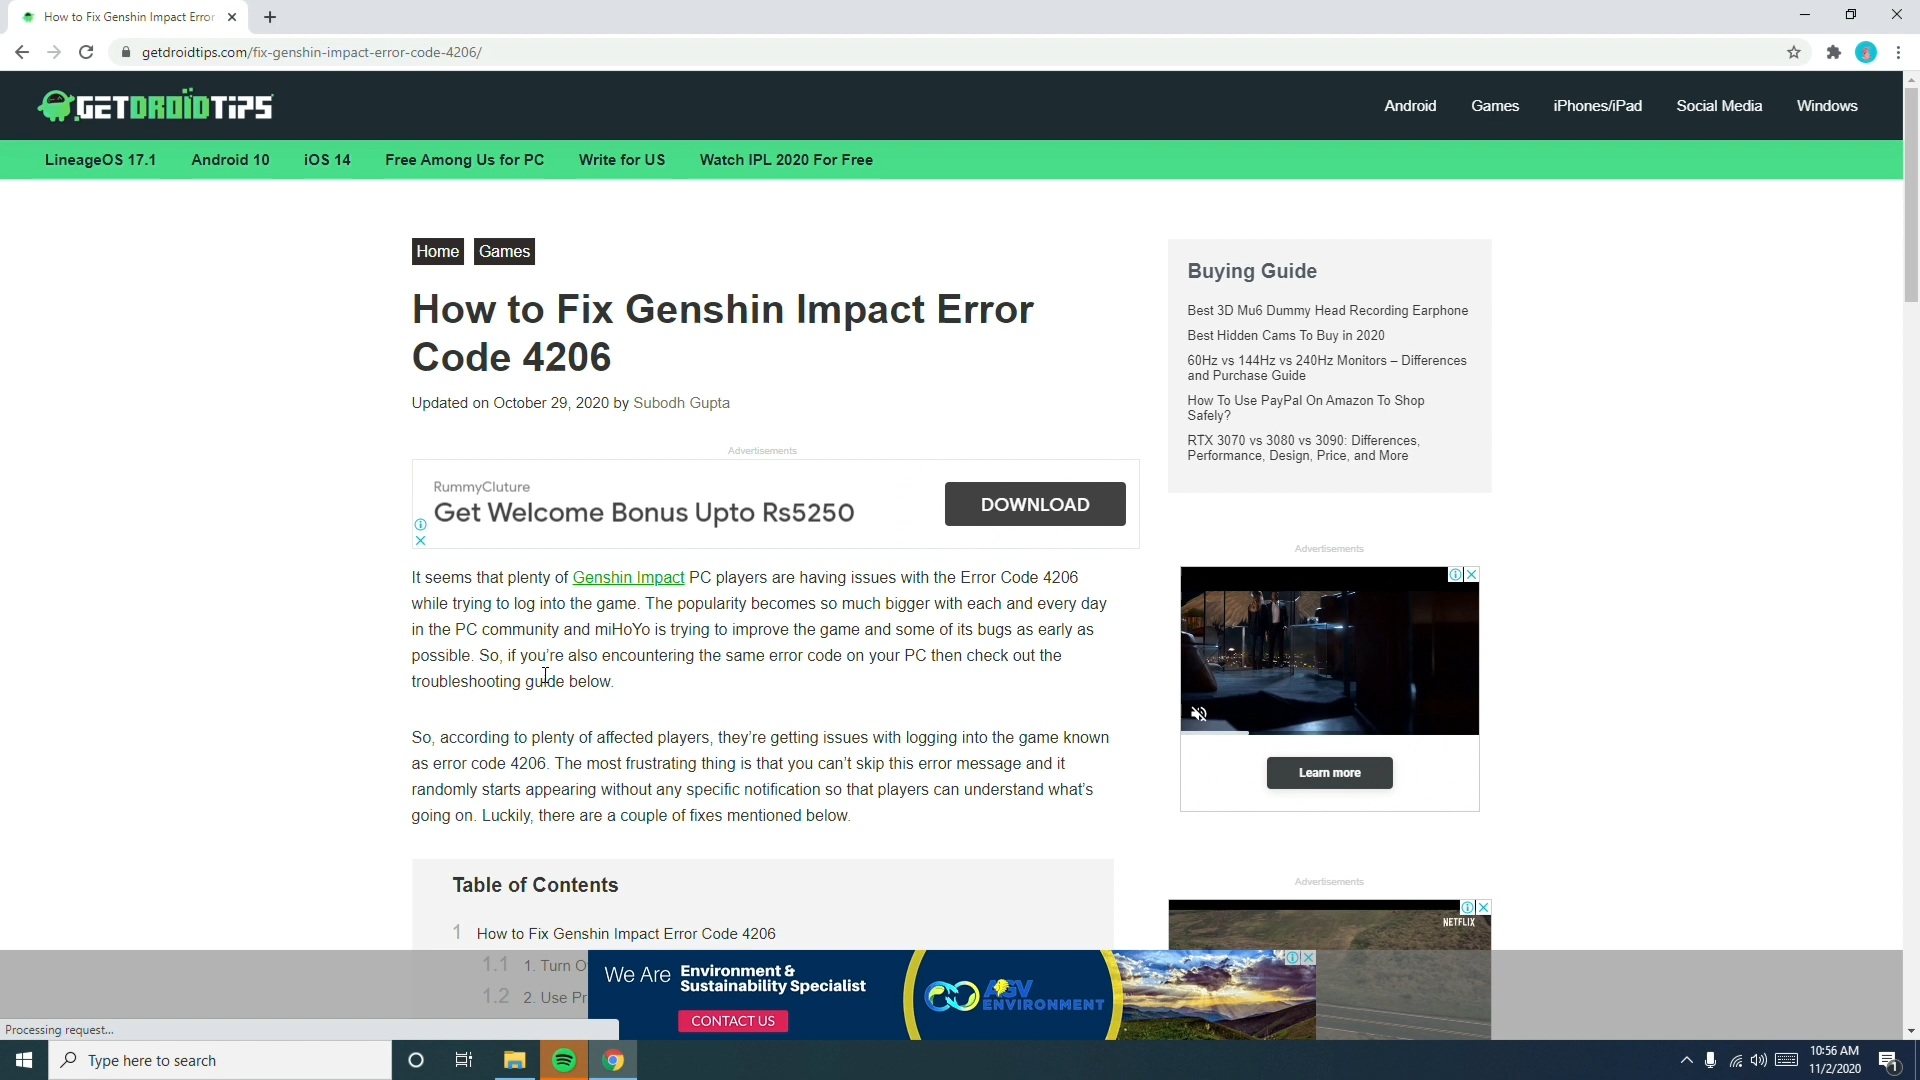 How to Fix Genshin Impact Error
getdroidtips.com/fix-genshin-impact-error-code-4206/
GETDROIDTIPS
Android Games iPhones/iPad Social Media Windows
LineageOS 17.1 Android 10 iOS 14 Free Among Us for PC Write for US Watch IPL 2020 For Free
Home Games
How to Fix Genshin Impact Error
Code 4206
Updated on October 29, 2020 by Subodh Gupta
Advertisements
RummyCluture
Get Welcome Bonus Upto Rs5250
DOWNLOAD
It seems that plenty of Genshin Impact PC players are having issues with the Error Code 4206
while trying to log into the game. The popularity becomes so much bigger with each and every day
in the PC community and miHoYo is trying to improve the game and some of its bugs as early as
possible. So, if you're also encountering the same error code on your PC then check out the
troubleshooting guide below.
So, according to plenty of affected players, they're getting issues with logging into the game known
as error code 4206. The most frustrating thing is that you can't skip this error message and it
randomly starts appearing without any specific notification so that players can understand what's
going on. Luckily, there are a couple of fixes mentioned below.
Table of Contents
1 How to Fix Genshin Impact Error Code 4206
1.1 1. Turn O
1.2 2. Use Pr
Buying Guide
Best 3D Mu6 Dummy Head Recording Earphone
Best Hidden Cams To Buy in 2020
60Hz vs 144Hz vs 240Hz Monitors – Differences
and Purchase Guide
How To Use PayPal On Amazon To Shop
Safely?
RTX 3070 vs 3080 vs 3090: Differences,
Performance, Design, Price, and More
Advertisements
Learn more
Advertisements
NETFLIX
We Are Environment &
Sustainability Specialist
CONTACT US
AGV
ENVIRONMENT
Processing request...
Type here to search
10:56 AM
11/2/2020
1